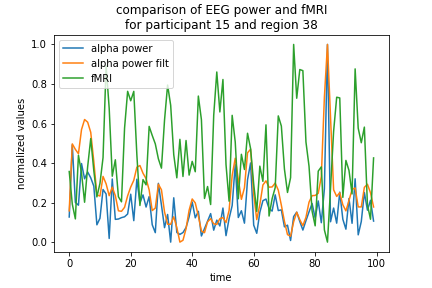 comparison of EEG power and fMRI
for participant 15 and region 38
alpha power
alpha power filt
fMRI
normalized values
1.0
0.8
0.6
0.4
0.2
0.0
0
20
40
60
80
100
time